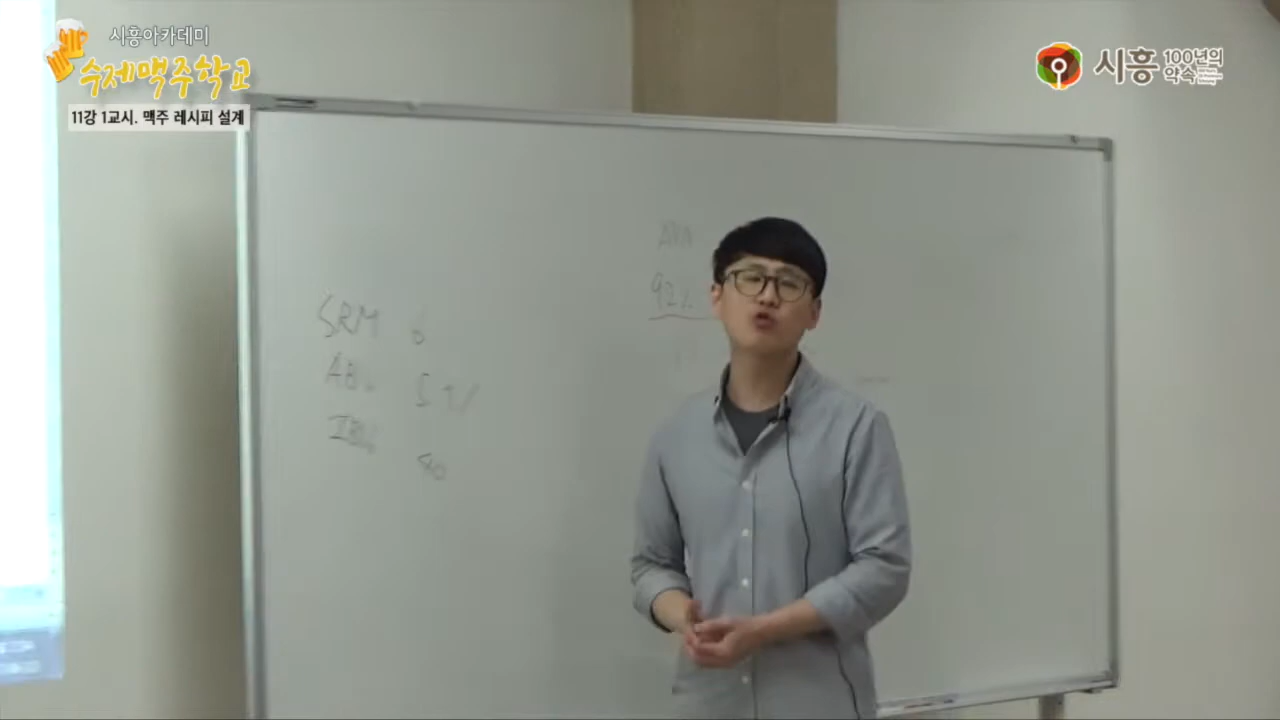 시흥아카데미
수제맥주학교
11강 1교시. 맥주 레시피 설계
시흥 100년의
약속
SRM 6
ABV 5%
IBU 40
92%